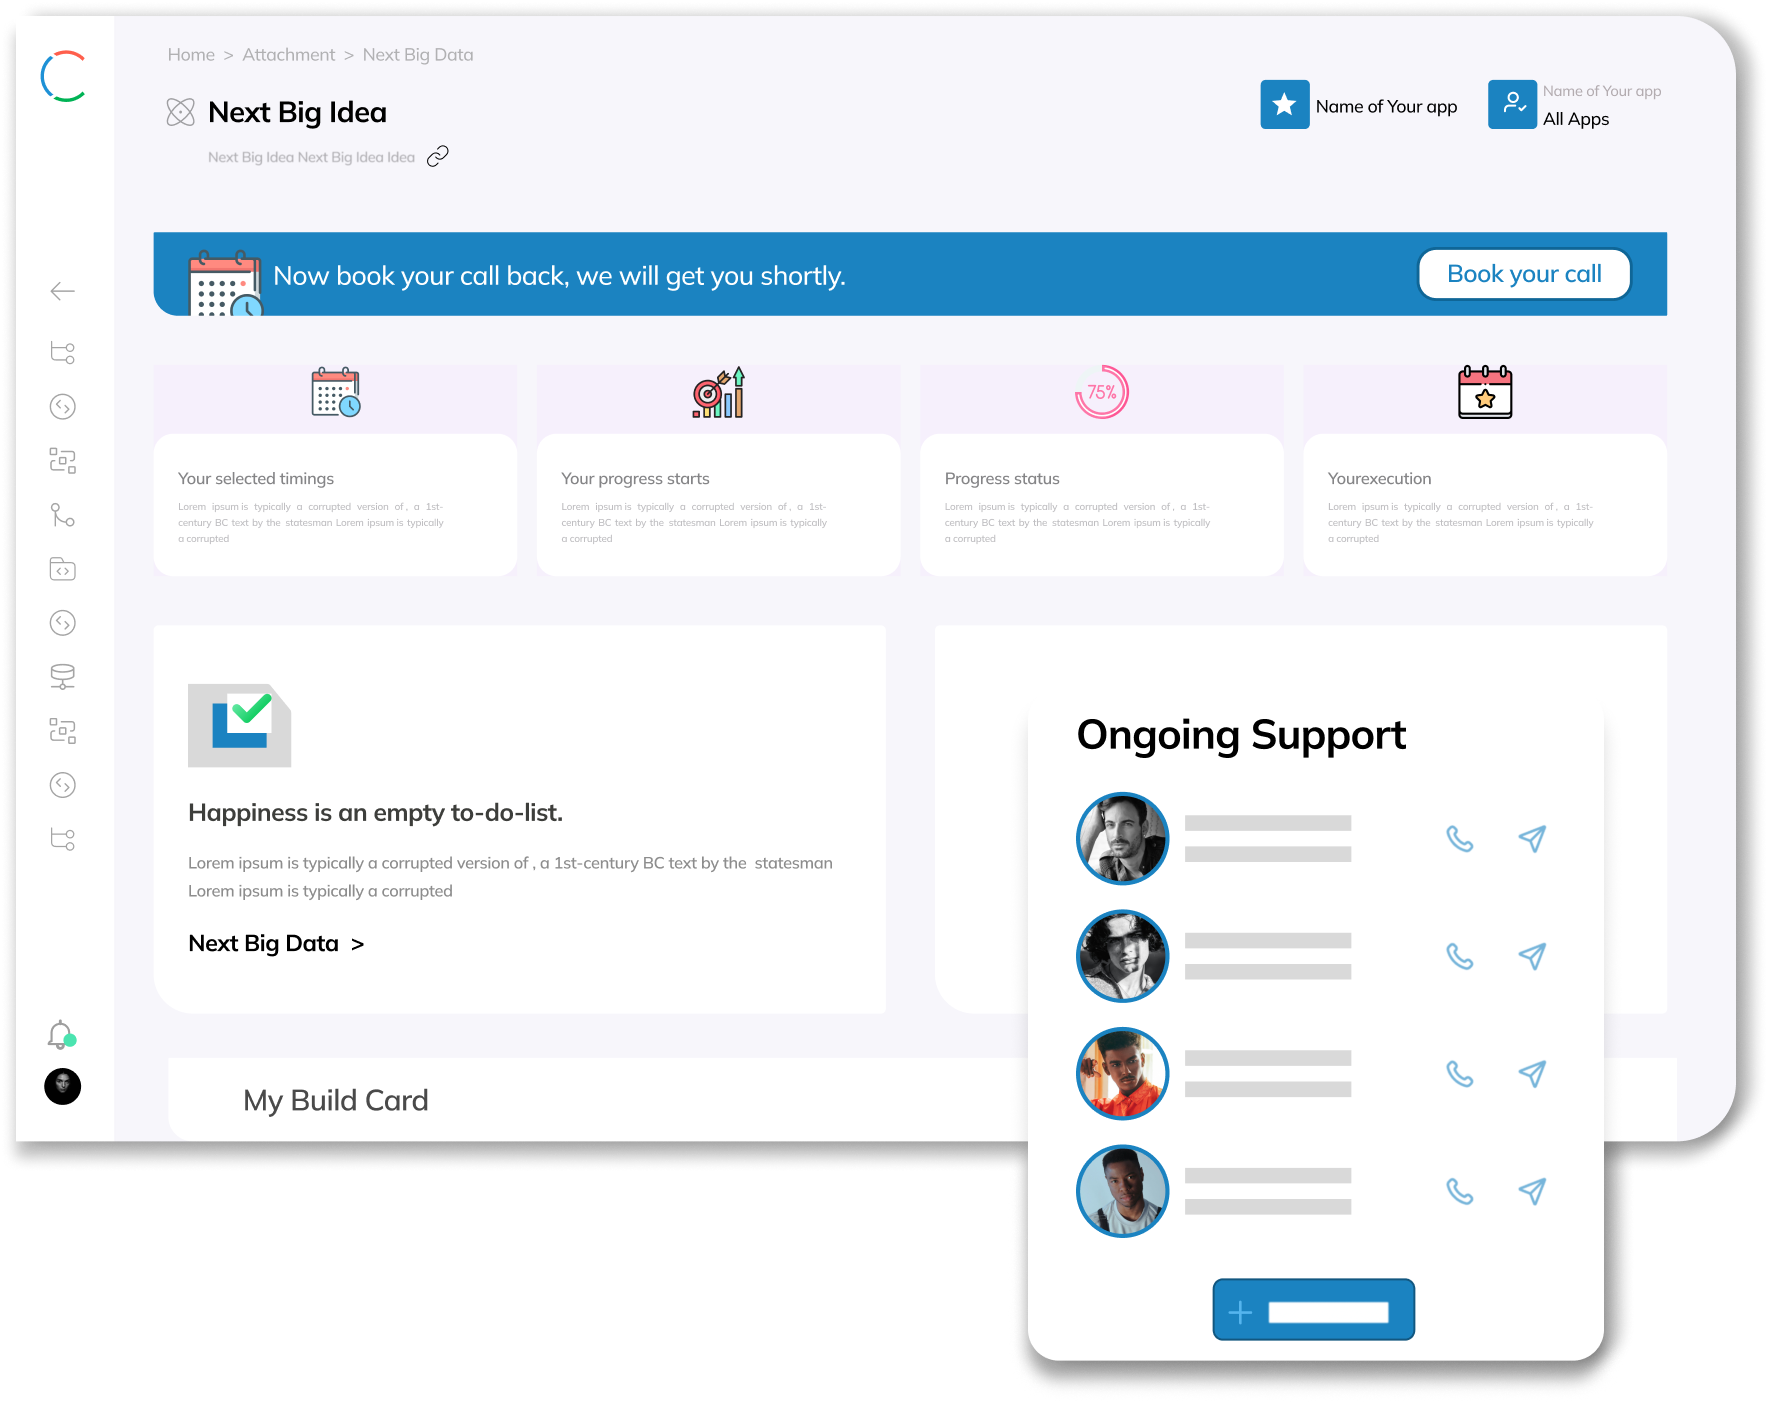 Home > Attachment > Next Big Data
Next Big Idea
Next Big Idea Next Big Idea Idea
Name of Your app
Name of Your app
All Apps
Now book your call back, we will get you shortly.
Book your call
75%
Your selected timings
Lorem ipsum is typically a corrupted version of , a 1st-
century BC text by the statesman Lorem ipsum is typically
a corrupted
Your progress starts
Lorem ipsum is typically a corrupted version of , a 1st-
century BC text by the statesman Lorem ipsum is typically
a corrupted
Progress status
Lorem ipsum is typically a corrupted version of , a 1st-
century BC text by the statesman Lorem ipsum is typically
a corrupted
Yourexecution
Lorem ipsum is typically a corrupted version of , a 1st-
century BC text by the statesman Lorem ipsum is typically
a corrupted
Happiness is an empty to-do-list.
Lorem ipsum is typically a corrupted version of , a 1st-century BC text by the statesman
Lorem ipsum is typically a corrupted
Next Big Data >
Ongoing Support
My Build Card